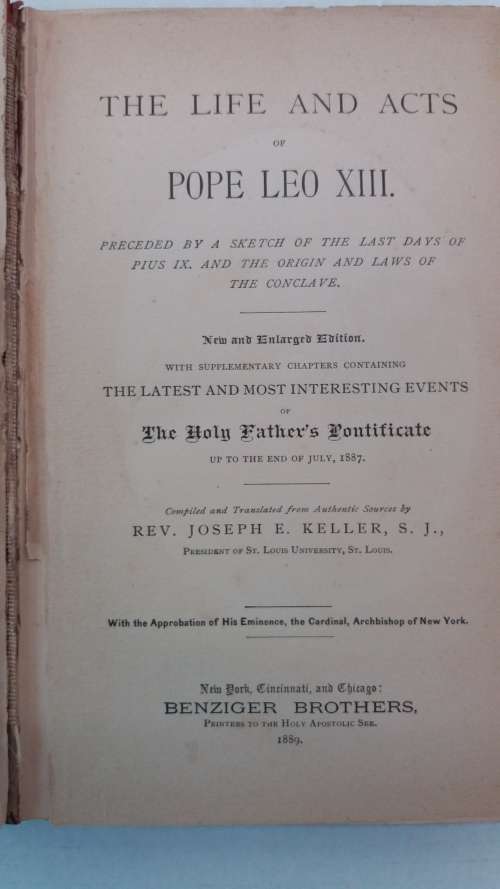 THE LIFE AND ACTS
OF
POPE LEO XIII.
PRECEDED BY A SKETCH OF THE LAST DAYS OF
PIUS IX. AND THE ORIGIN AND LAWS OF
THE CONCLAVE.
New and Enlarged Edition.
WITH SUPPLEMENTARY CHAPTERS CONTAINING
THE LATEST AND MOST INTERESTING EVENTS
OF
The Holy Father's Pontificate
UP TO THE END OF JULY, 1887.
Compiled and Translated from Authentic Sources by
REV. JOSEPH E. KELLER, S. J.,
PRESIDENT OF ST. LOUIS UNIVERSITY, ST. LOUIS.
With the Approbation of His Eminence, the Cardinal, Archbishop of New York.
New York, Cincinnati, and Chicago:
BENZIGER BROTHERS,
PRINTERS TO THE HOLY APOSTOLIC SEE.
1889.